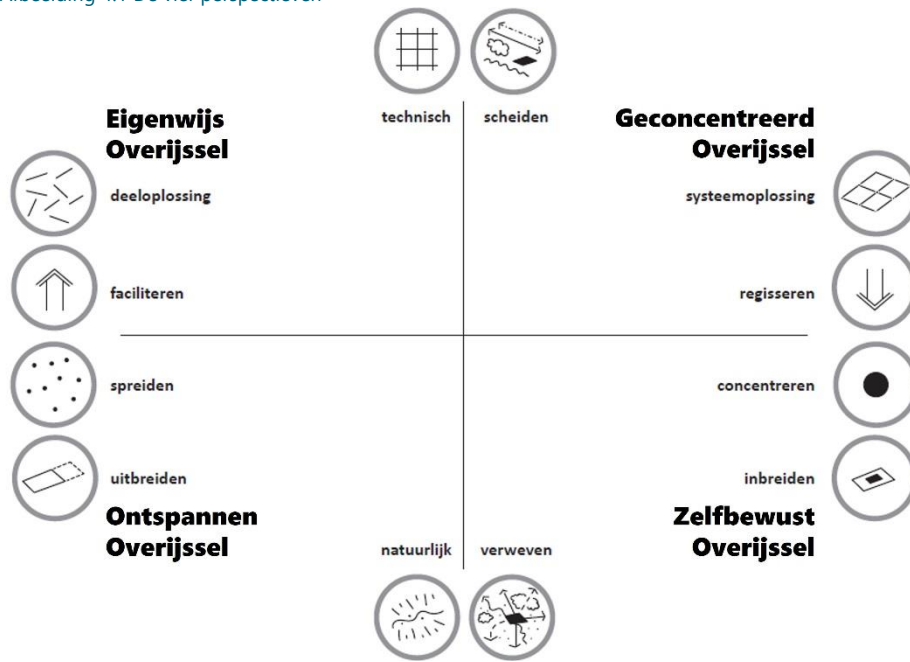 Afbeelding 4.1 De vier perspectieven
technisch
scheiden
Eigenwijs
Overijssel
Geconcentreerd
Overijssel
deeloplossing
systeemoplossing
faciliteren
regisseren
spreiden
concentreren
uitbreiden
inbreiden
Ontspannen
Overijssel
Zelfbewust
Overijssel
natuurlijk
verweven